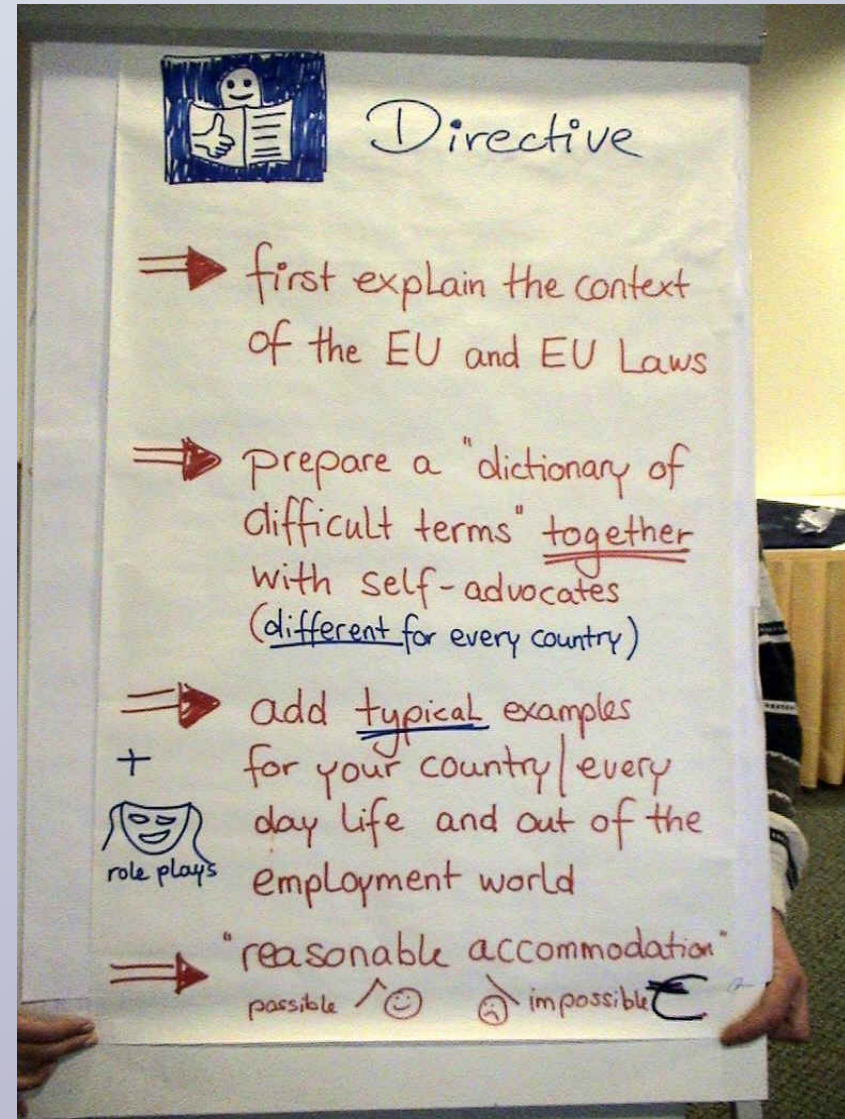 Directive
first explain the context
of the EU and EU Laws
prepare a "dictionary of
difficult terms" together
with self-advocates
(different for every country)
add typical examples
+ for your country/every
day life and out of the
role plays
employment world
"reasonable accommodation"
possible impossible €